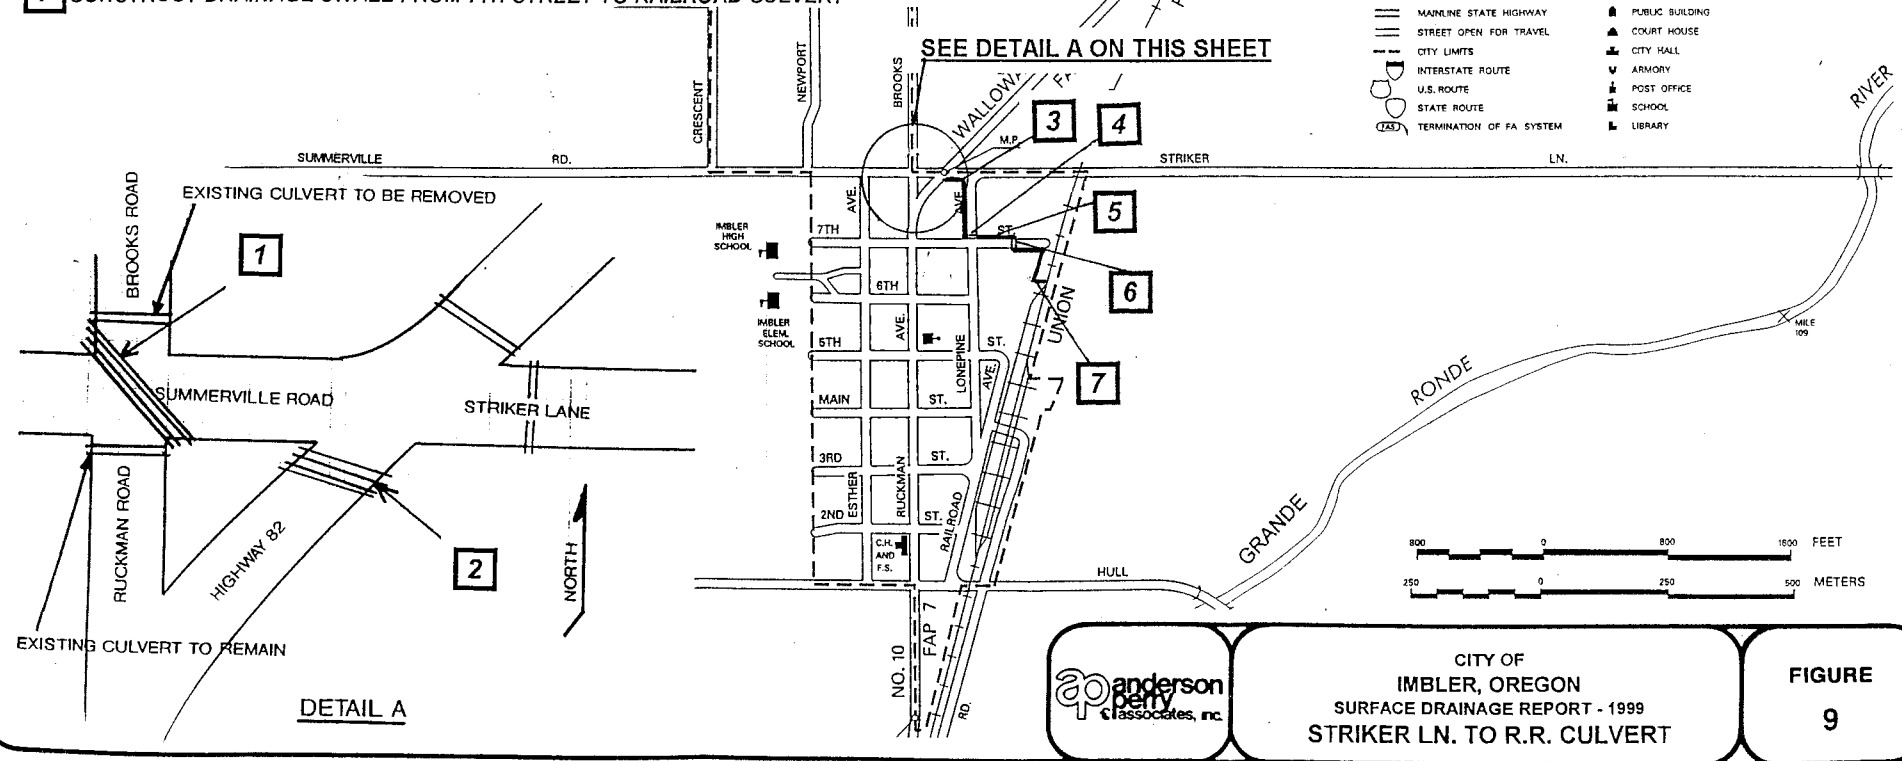 CONSTRUCT DRAINAGE SWALE FROM 7TH STREET TO RAILROAD CULVERT
SEE DETAIL A ON THIS SHEET
MAINLINE STATE HIGHWAY
STREET OPEN FOR TRAVEL
CITY LIMITS
INTERSTATE ROUTE
U.S. ROUTE
STATE ROUTE
FAS
TERMINATION OF FA SYSTEM
PUBLIC BUILDING
COURT HOUSE
CITY HALL
ARMORY
POST OFFICE
SCHOOL
LIBRARY
CRESCENT
NEWPORT
BROOKS
M.P.
3
4
5
6
7
SUMMERVILLE RD.
STRIKER LN.
RIVER
BROOKS ROAD
EXISTING CULVERT TO BE REMOVED
1
SUMMERVILLE ROAD
STRIKER LANE
RUCKMAN ROAD
HIGHWAY 82
2
NORTH
EXISTING CULVERT TO REMAIN
DETAIL A
IMBLER
HIGH
SCHOOL
IMBLER
ELEM.
SCHOOL
AVE.
AVE.
7TH ST.
6TH
AVE.
5TH ST.
LONEPINE
AVE.
MAIN ST.
3RD ST.
ESTHER
RUCKMAN
2ND ST.
RAILROAD
C.H.
AND
F.S.
UNION
HULL
NO. 10
FAP 7
RD.
GRANDE
RONDE
MILE
109
800 0 800 1600 FEET
250 0 250 500 METERS
ap anderson
perry
& associates, inc.
CITY OF
IMBLER, OREGON
SURFACE DRAINAGE REPORT - 1999
STRIKER LN. TO R.R. CULVERT
FIGURE
9